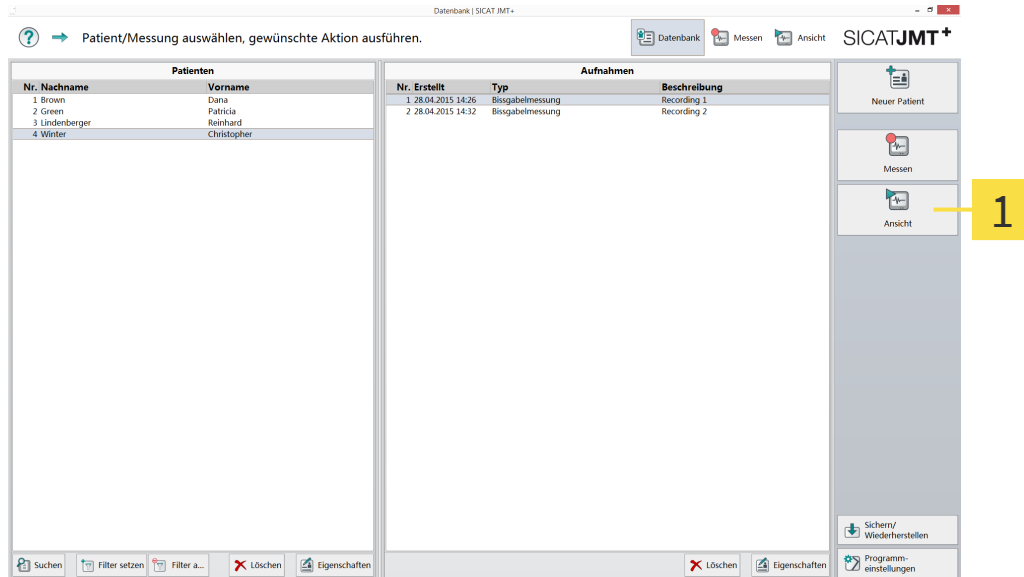 Datenbank | SICAT JMT+
? Patient/Messung auswählen, gewünschte Aktion ausführen.
Datenbank Messen Ansicht SICATJMT+
Patienten
Nr. Nachname Vorname
1 Brown Dana
2 Green Patricia
3 Lindenberger Reinhard
4 Winter Christopher
Aufnahmen
Nr. Erstellt Typ Beschreibung
1 28.04.2015 14:26 Bissgabelmessung Recording 1
2 28.04.2015 14:32 Bissgabelmessung Recording 2
Neuer Patient
Messen
Ansicht
1
Sichern/
Wiederherstellen
Programm-
einstellungen
Suchen Filter setzen Filter a... Löschen Eigenschaften
Löschen Eigenschaften